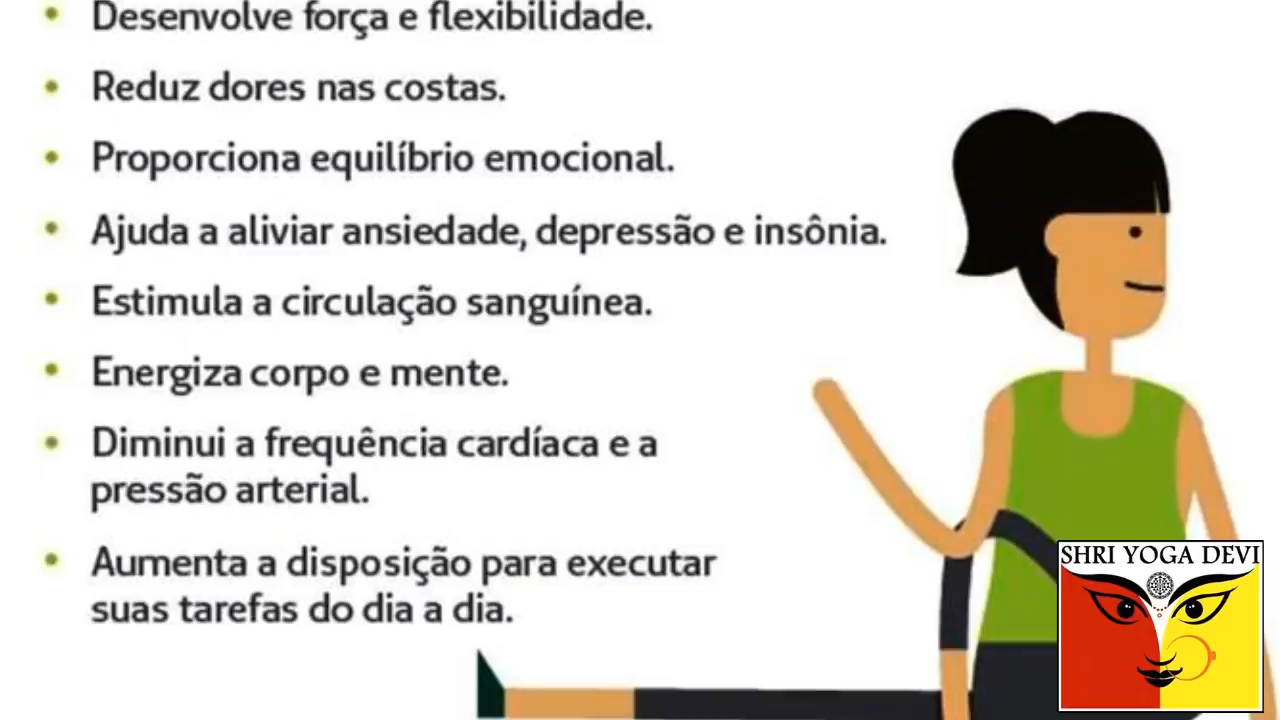 • Desenvolve força e flexibilidade.
• Reduz dores nas costas.
• Proporciona equilíbrio emocional.
• Ajuda a aliviar ansiedade, depressão e insônia.
• Estimula a circulação sanguínea.
• Energiza corpo e mente.
• Diminui a frequência cardíaca e a
pressão arterial.
• Aumenta a disposição para executar
suas tarefas do dia a dia.
SHRI YOGA DEVI